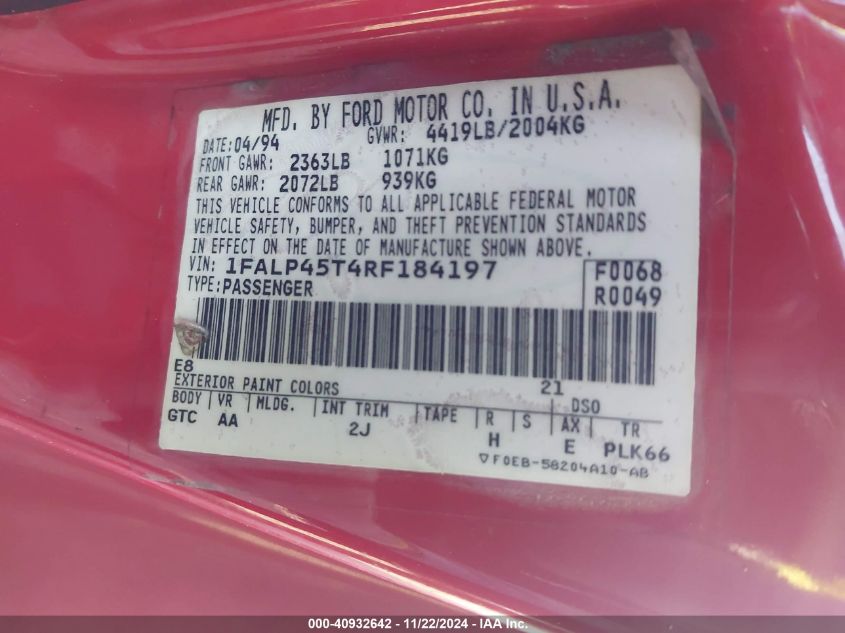 MFD. BY FORD MOTOR CO. IN U.S.A.
DATE:04/94 GVWR: 4419LB/2004KG
FRONT GAWR: 2363LB 1071KG
REAR GAWR: 2072LB 939KG
THIS VEHICLE CONFORMS TO ALL APPLICABLE FEDERAL MOTOR
VEHICLE SAFETY, BUMPER, AND THEFT PREVENTION STANDARDS
IN EFFECT ON THE DATE OF MANUFACTURE SHOWN ABOVE.
VIN: 1FALP45T4RF184197 F0068
TYPE:PASSENGER R0049
E8 21
EXTERIOR PAINT COLORS DSO
BODY VR MLDG. INT TRIM TAPE R S AX TR
GTC AA 2J H E PLK66
▽F0EB-58204A10-AB
000-40932642 - 11/22/2024 - IAA Inc.